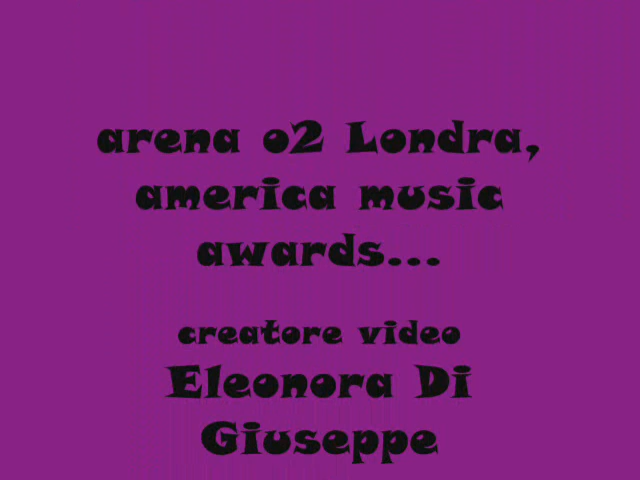 arena o2 Londra,
america music
awards...
creatore video
Eleonora Di
Giuseppe